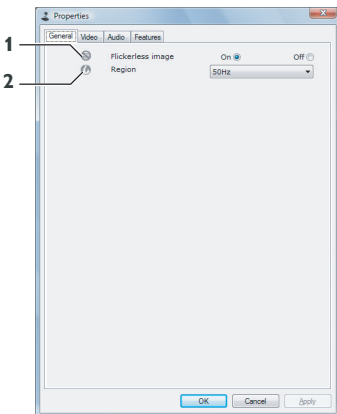 Properties
General Video Audio Features
1 Flickerless image On Off
2 Region 50Hz
OK Cancel Apply